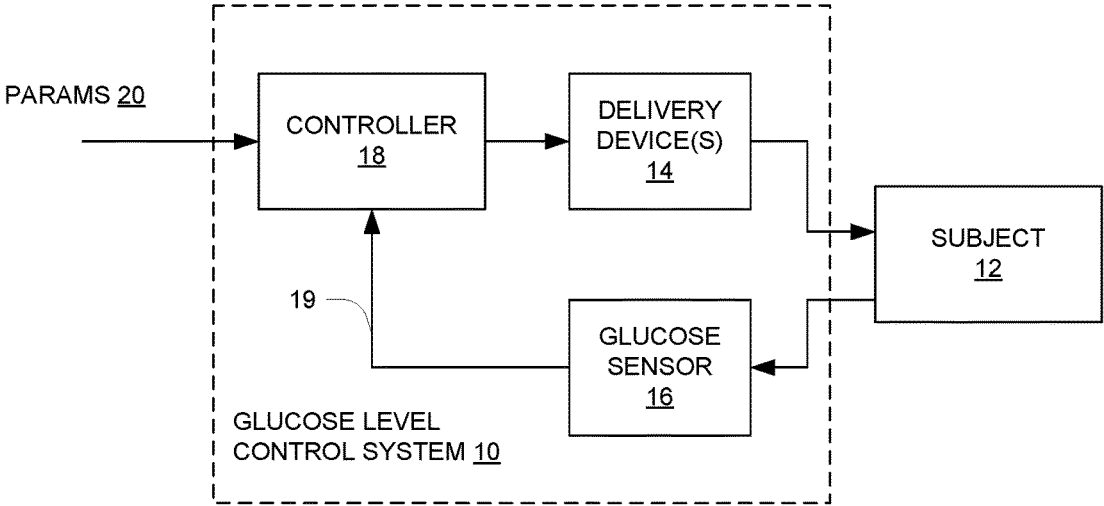 PARAMS 20
CONTROLLER
18
DELIVERY
DEVICE(S)
14
SUBJECT
12
19
GLUCOSE
SENSOR
16
GLUCOSE LEVEL
CONTROL SYSTEM 10